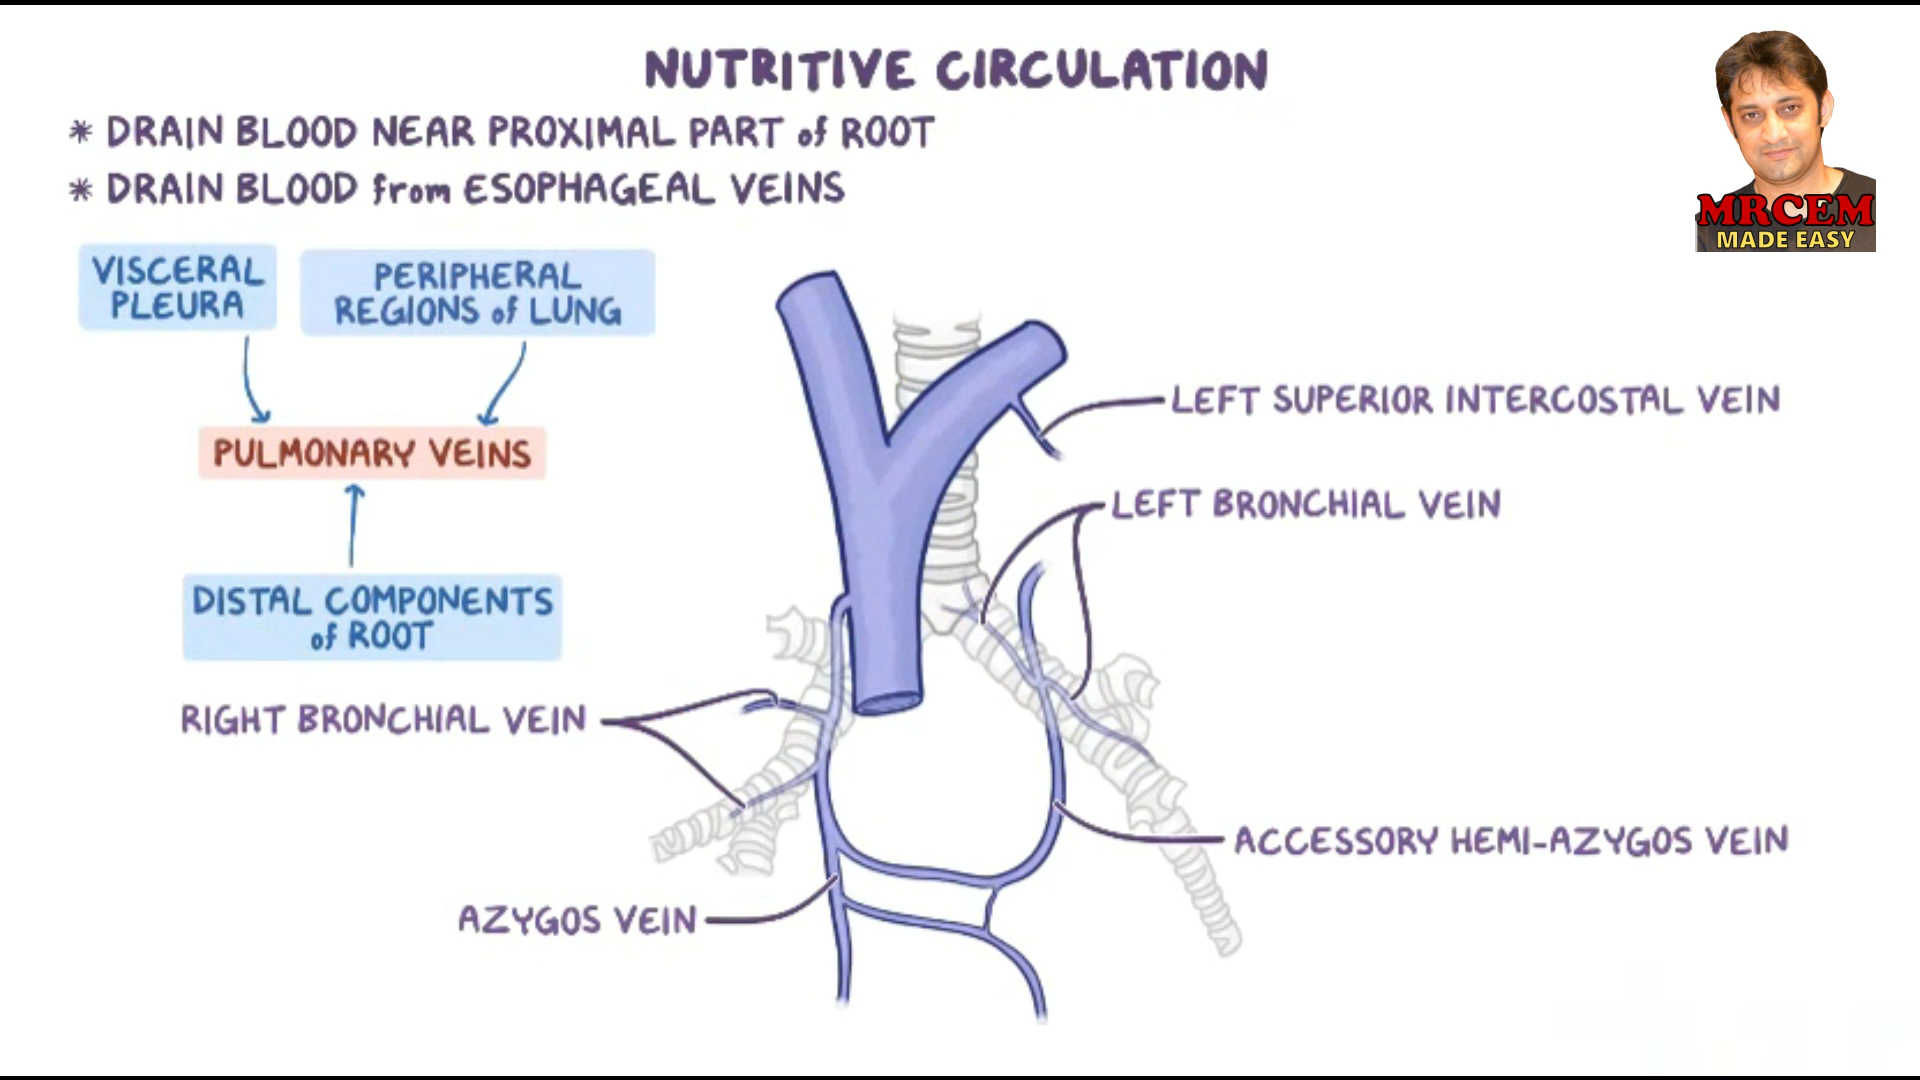 NUTRITIVE CIRCULATION
* DRAIN BLOOD NEAR PROXIMAL PART of ROOT
* DRAIN BLOOD from ESOPHAGEAL VEINS
MRCEM
MADE EASY
VISCERAL
PLEURA
PERIPHERAL
REGIONS of LUNG
PULMONARY VEINS
DISTAL COMPONENTS
of ROOT
LEFT SUPERIOR INTERCOSTAL VEIN
LEFT BRONCHIAL VEIN
RIGHT BRONCHIAL VEIN
ACCESSORY HEMI-AZYGOS VEIN
AZYGOS VEIN